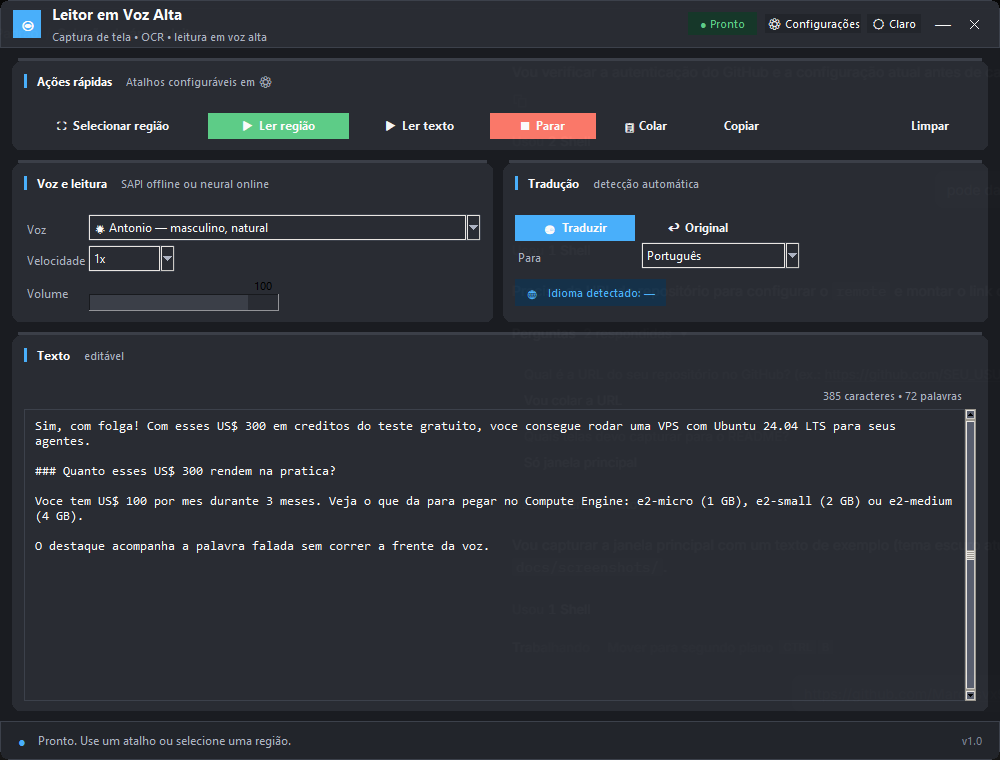 Leitor em Voz Alta
Captura de tela • OCR • leitura em voz alta
Pronto
Configurações
Claro
Ações rápidas
Atalhos configuráveis em
Selecionar região
Ler região
Ler texto
Parar
Colar
Copiar
Limpar
Voz e leitura
SAPI offline ou neural online
Voz
Antonio — masculino, natural
Velocidade
1x
Volume
100
Tradução
detecção automática
Traduzir
Original
Para
Português
Idioma detectado: —
Texto
editável
385 caracteres • 72 palavras
Sim, com folga! Com esses US$ 300 em creditos do teste gratuito, voce consegue rodar uma VPS com Ubuntu 24.04 LTS para seus
agentes.
### Quanto esses US$ 300 rendem na pratica?
Voce tem US$ 100 por mes durante 3 meses. Veja o que da para pegar no Compute Engine: e2-micro (1 GB), e2-small (2 GB) ou e2-medium
(4 GB).
O destaque acompanha a palavra falada sem correr a frente da voz.
Pronto. Use um atalho ou selecione uma região.
v1.0